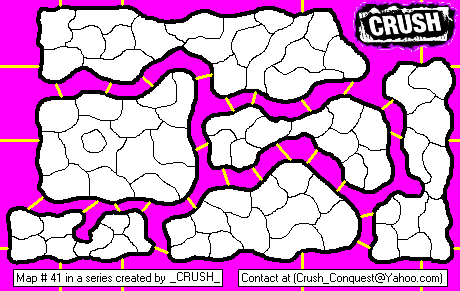 CRUSH
Map # 41 in a series created by _CRUSH_
Contact at (Crush_Conquest@Yahoo.com)